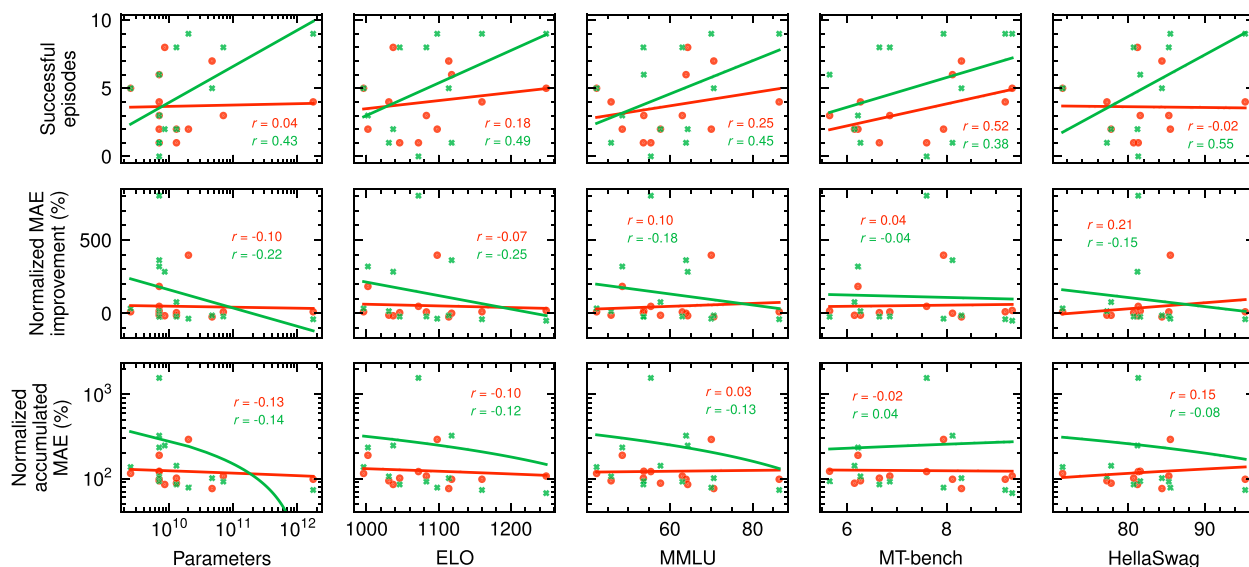 Successful
episodes
10
5
0
r = 0.04
r = 0.43
r = 0.18
r = 0.49
r = 0.25
r = 0.45
r = 0.52
r = 0.38
r = -0.02
r = 0.55
Normalized MAE
improvement (%)
500
0
r = -0.10
r = -0.22
r = -0.07
r = -0.25
r = 0.10
r = -0.18
r = 0.04
r = -0.04
r = 0.21
r = -0.15
Normalized
accumulated
MAE (%)
10³
10²
r = -0.13
r = -0.14
r = -0.10
r = -0.12
r = 0.03
r = -0.13
r = -0.02
r = 0.04
r = 0.15
r = -0.08
10¹⁰ 10¹¹ 10¹²
Parameters
1000 1100 1200
ELO
60 80
MMLU
6 8
MT-bench
80 90
HellaSwag